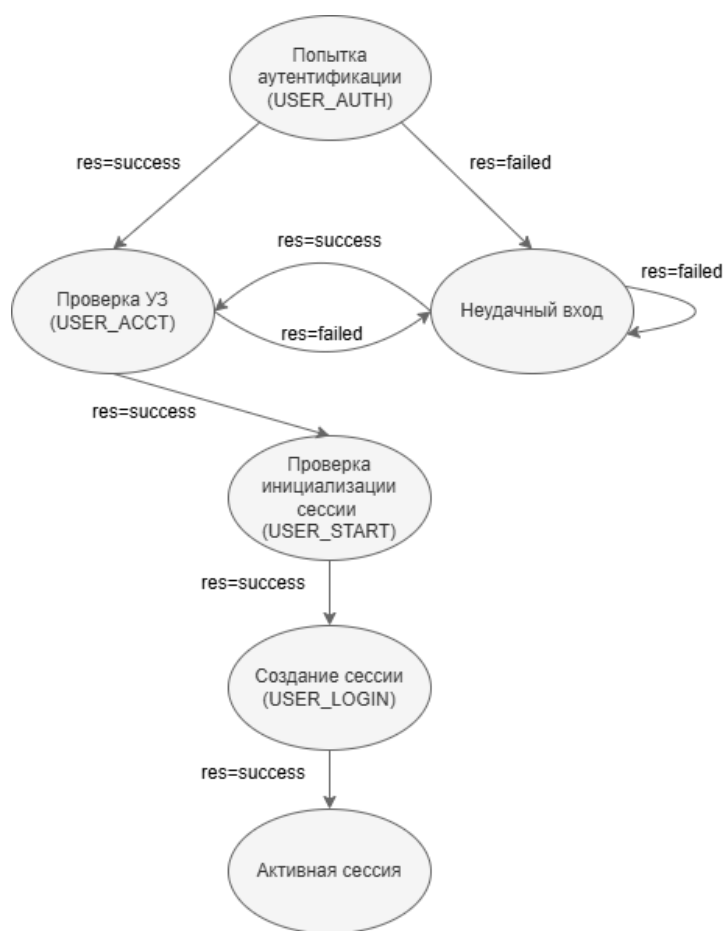 Попытка
аутентификации
(USER_AUTH)
res=success
res=failed
res=success
Проверка УЗ
(USER_ACCT)
res=failed
Неудачный вход
res=failed
res=success
Проверка
инициализации
сессии
(USER_START)
res=success
Создание сессии
(USER_LOGIN)
res=success
Активная сессия